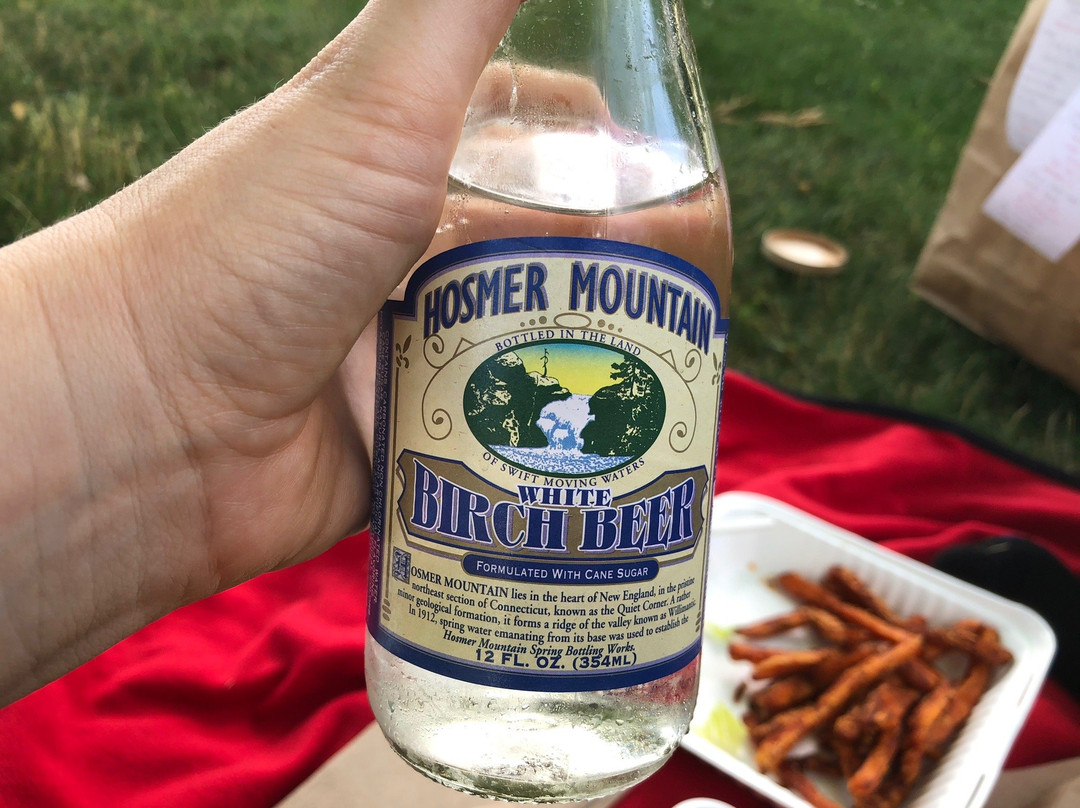 HOSMER MOUNTAIN
BOTTLED IN THE LAND
OF SWIFT MOVING WATERS
WHITE
BIRCH BEER
FORMULATED WITH CANE SUGAR
HOSMER MOUNTAIN lies in the heart of New England, in the pristine
northeast section of Connecticut, known as the Quiet Corner. A rather
minor geological formation, it forms a ridge of the valley known as Willimantic.
In 1912, spring water emanating from its base was used to establish the
Hosmer Mountain Spring Bottling Works.
12 FL. OZ. (354ML)